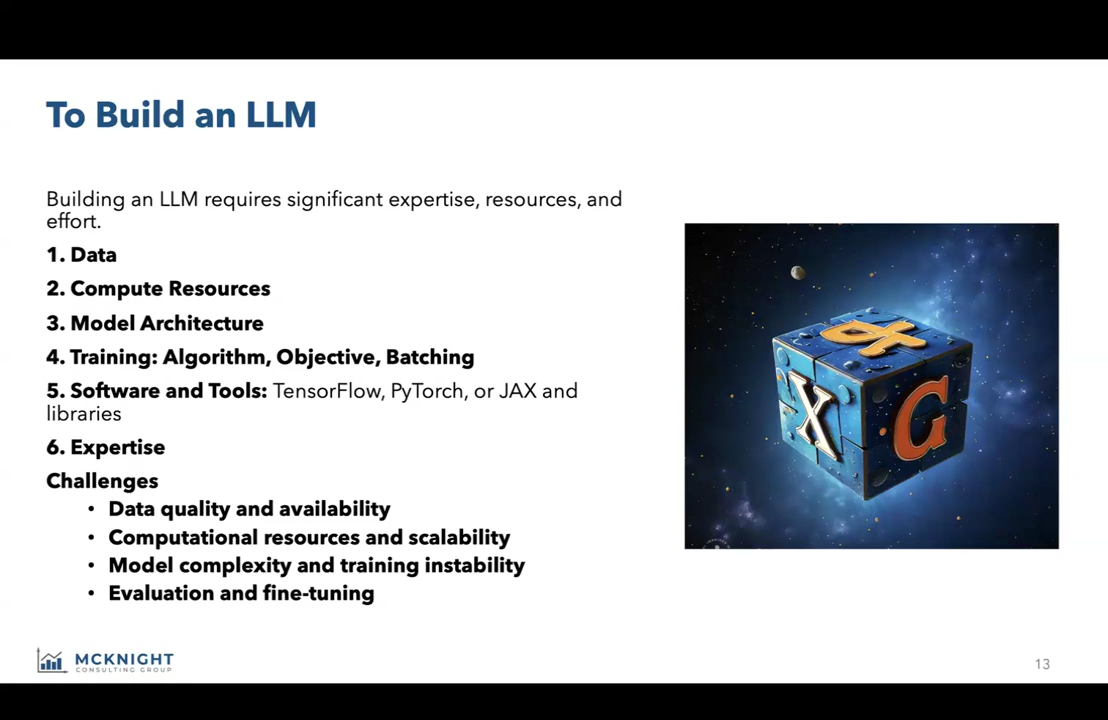 To Build an LLM
Building an LLM requires significant expertise, resources, and
effort.
1. Data
2. Compute Resources
3. Model Architecture
4. Training: Algorithm, Objective, Batching
5. Software and Tools: TensorFlow, PyTorch, or JAX and
libraries
6. Expertise
Challenges
• Data quality and availability
• Computational resources and scalability
• Model complexity and training instability
• Evaluation and fine-tuning
X G
MCKNIGHT
CONSULTING GROUP
13